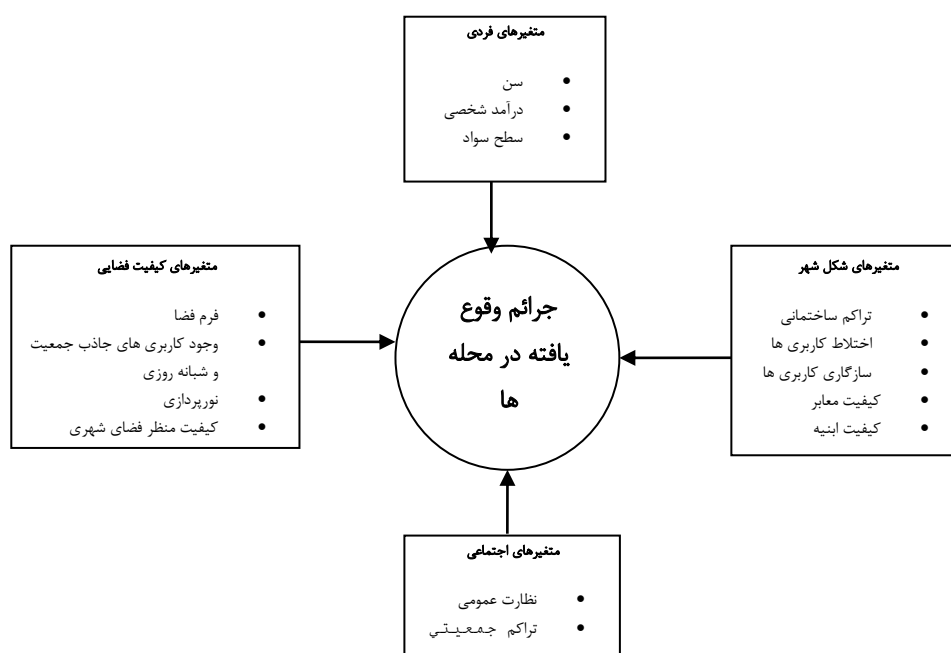 متغیرهای فردی
• سن
• درآمد شخصی
• سطح سواد
متغیرهای شکل شهر
• تراکم ساختمانی
• اختلاط کاربری ها
• سازگاری کاربری ها
• کیفیت معابر
• کیفیت ابنیه
جرائم وقوع
یافته در محله
ها
متغیرهای کیفیت فضایی
• فرم فضا
• وجود کاربری های جاذب جمعیت
و شبانه روزی
• نورپردازی
• کیفیت منظر فضای شهری
متغیرهای اجتماعی
• نظارت عمومی
• تراکم جـمـعـیـتـي